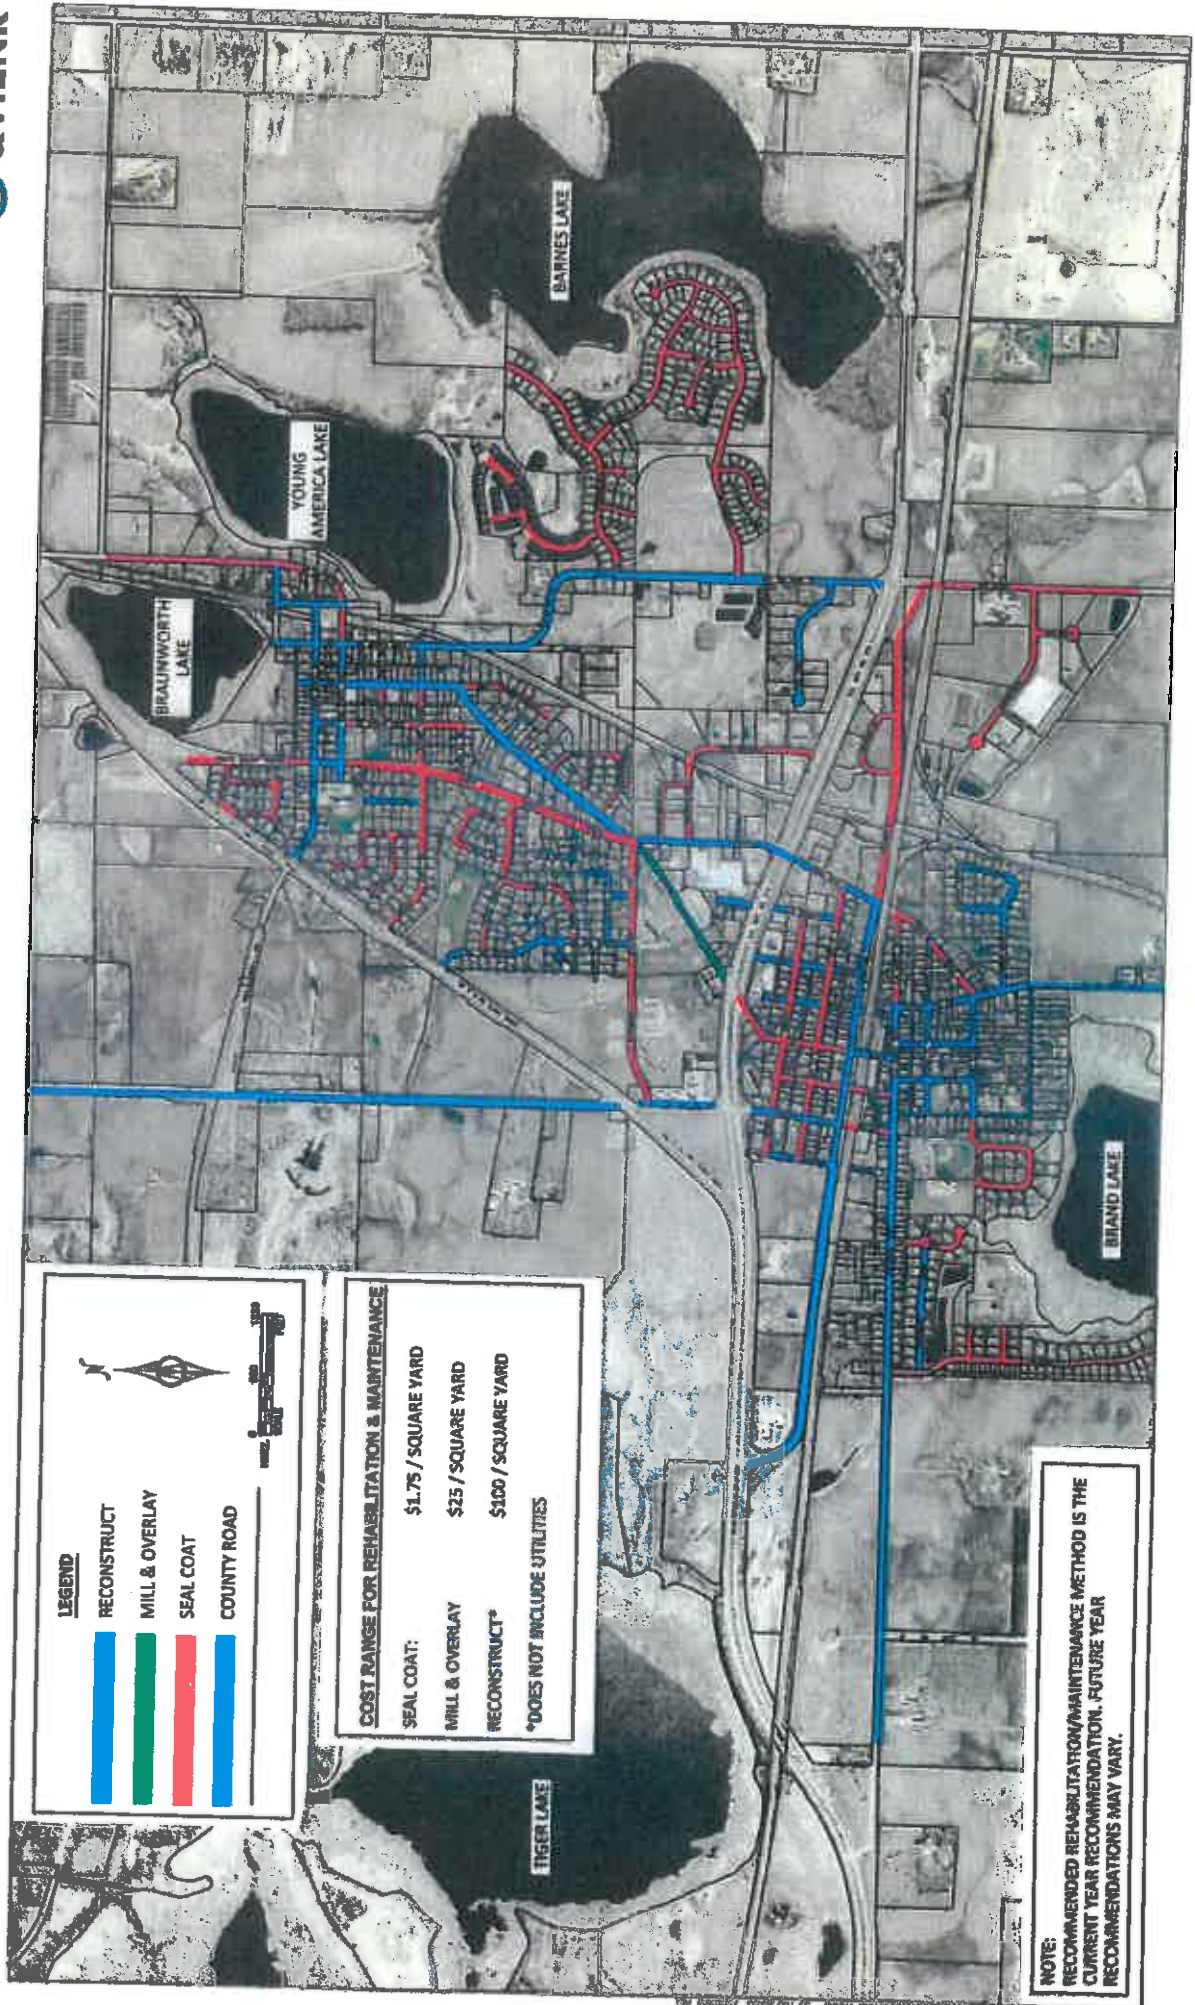 LEGEND
RECONSTRUCT
MILL & OVERLAY
SEAL COAT
COUNTY ROAD
N
COST RANGE FOR REHABILITATION & MAINTENANCE
SEAL COAT: $1.75 / SQUARE YARD
MILL & OVERLAY $25 / SQUARE YARD
RECONSTRUCT* $100 / SQUARE YARD
*DOES NOT INCLUDE UTILITIES
TIGER LAKE
BRAUNWORTH
LAKE
YOUNG
AMERICA LAKE
BARNES LAKE
BRAND LAKE
NOTE:
RECOMMENDED REHABILITATION/MAINTENANCE METHOD IS THE
CURRENT YEAR RECOMMENDATION. FUTURE YEAR
RECOMMENDATIONS MAY VARY.